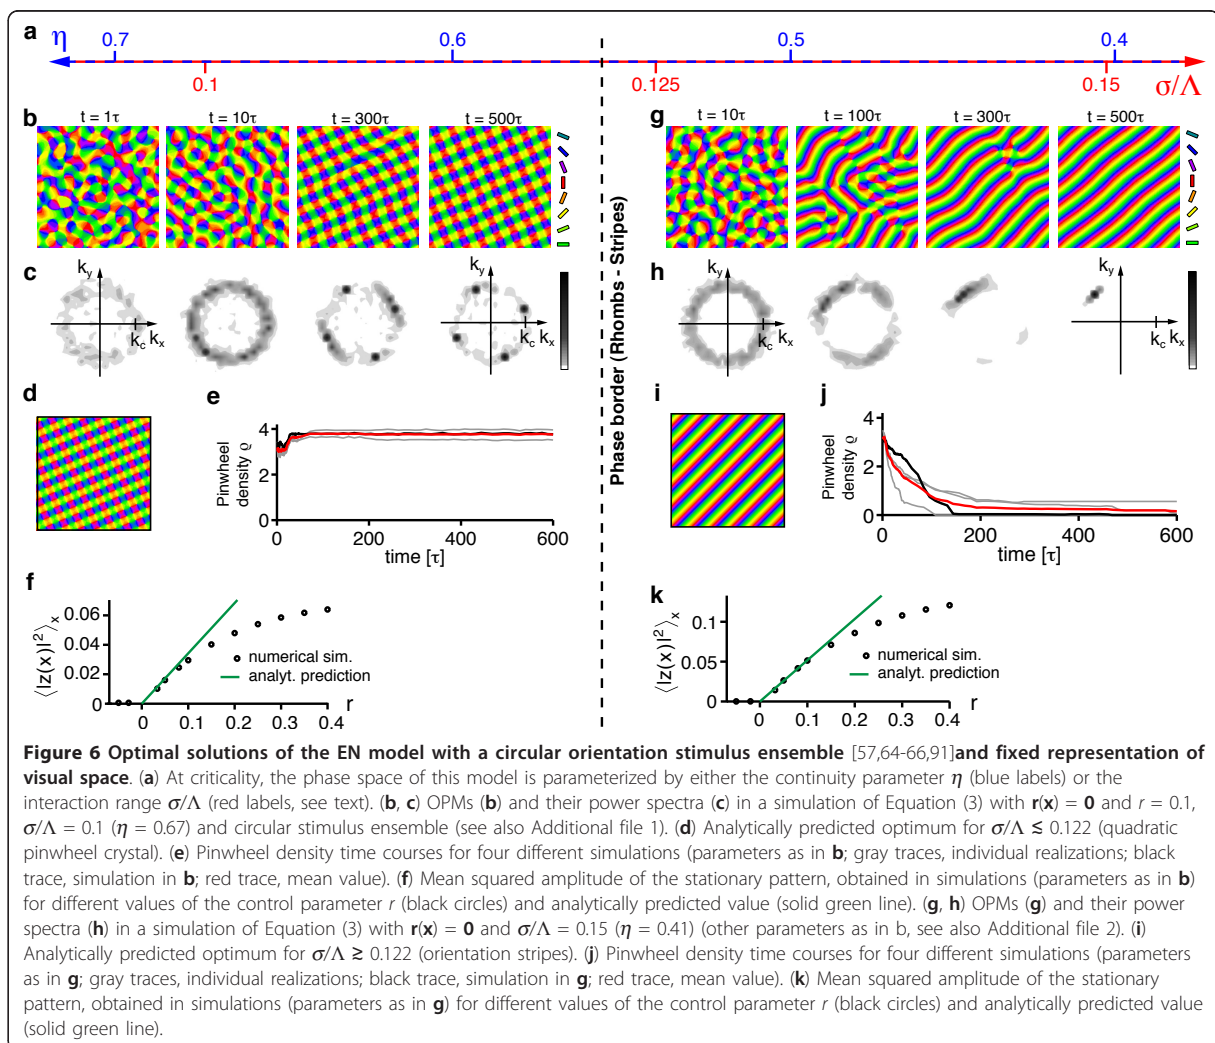 a
η
0.7
0.6
0.5
0.4
0.1
0.125
0.15
σ/Λ
Phase border (Rhombs - Stripes)
b
t = 1τ
t = 10τ
t = 300τ
t = 500τ
c
k_y
k_c
k_x
k_y
k_c
k_x
d
e
Pinwheel
density ϱ
4
2
0
0
200
400
600
time [τ]
f
⟨|z(x)|²⟩_x
0.06
0.04
0.02
0
0
0.1
0.2
0.3
0.4
r
numerical sim.
analyt. prediction
g
t = 10τ
t = 100τ
t = 300τ
t = 500τ
h
k_y
k_c
k_x
k_y
k_c
k_x
i
j
Pinwheel
density ϱ
4
2
0
0
200
400
600
time [τ]
k
⟨|z(x)|²⟩_x
0.1
0.05
0
0
0.1
0.2
0.3
0.4
r
numerical sim.
analyt. prediction
Figure 6 Optimal solutions of the EN model with a circular orientation stimulus ensemble [57,64-66,91]and fixed representation of
visual space. (a) At criticality, the phase space of this model is parameterized by either the continuity parameter η (blue labels) or the
interaction range σ/Λ (red labels, see text). (b, c) OPMs (b) and their power spectra (c) in a simulation of Equation (3) with r(x) = 0 and r = 0.1,
σ/Λ = 0.1 (η = 0.67) and circular stimulus ensemble (see also Additional file 1). (d) Analytically predicted optimum for σ/Λ ≲ 0.122 (quadratic
pinwheel crystal). (e) Pinwheel density time courses for four different simulations (parameters as in b; gray traces, individual realizations; black
trace, simulation in b; red trace, mean value). (f) Mean squared amplitude of the stationary pattern, obtained in simulations (parameters as in b)
for different values of the control parameter r (black circles) and analytically predicted value (solid green line). (g, h) OPMs (g) and their power
spectra (h) in a simulation of Equation (3) with r(x) = 0 and σ/Λ = 0.15 (η = 0.41) (other parameters as in b, see also Additional file 2). (i)
Analytically predicted optimum for σ/Λ ≳ 0.122 (orientation stripes). (j) Pinwheel density time courses for four different simulations (parameters
as in g; gray traces, individual realizations; black trace, simulation in g; red trace, mean value). (k) Mean squared amplitude of the stationary
pattern, obtained in simulations (parameters as in g) for different values of the control parameter r (black circles) and analytically predicted value
(solid green line).